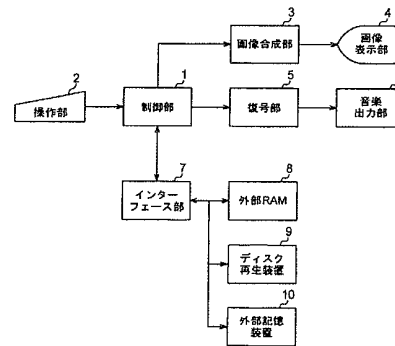 3
画像合成部
4
画像
表示部
2
操作部
1
制御部
5
復号部
音楽
出力部
7
インター
フェース部
8
外部RAM
9
ディスク
再生装置
10
外部記憶
装置